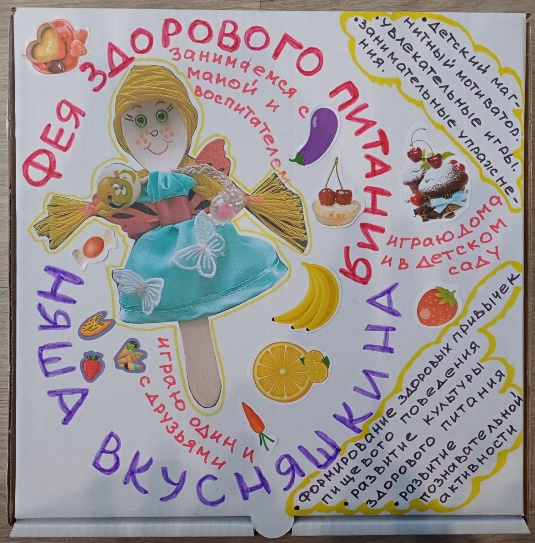 ФЕЯ ЗДОРОВОГО ПИТАНИЯ
занимаемся с
мамой и
воспитателем
• Детский маг-
нитный мотиватор.
• Увлекательные игры.
• Занимательные упражне-
ния.
играю дома
и в детском
саду
НЯША ВКУСНЯШКИНА
играю один и
с друзьями
• Формирование здоровых привычек
пищевого поведения
• развитие культуры
здорового питания
• развитие
познавательной
активности